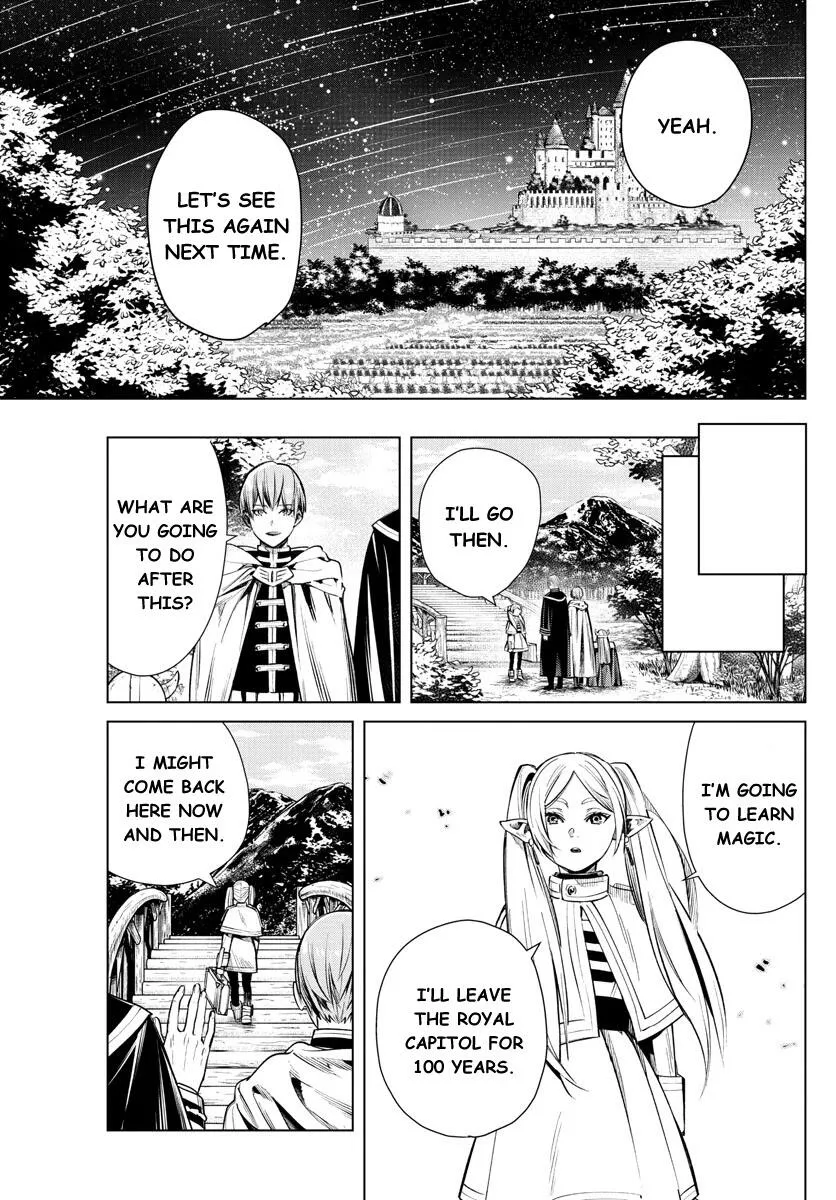 YEAH.
LET'S SEE
THIS AGAIN
NEXT TIME.
I'LL GO
THEN.
WHAT ARE
YOU GOING
TO DO
AFTER
THIS?
I'M GOING
TO LEARN
MAGIC.
I'LL LEAVE
THE ROYAL
CAPITOL FOR
100 YEARS.
I MIGHT
COME BACK
HERE NOW
AND THEN.